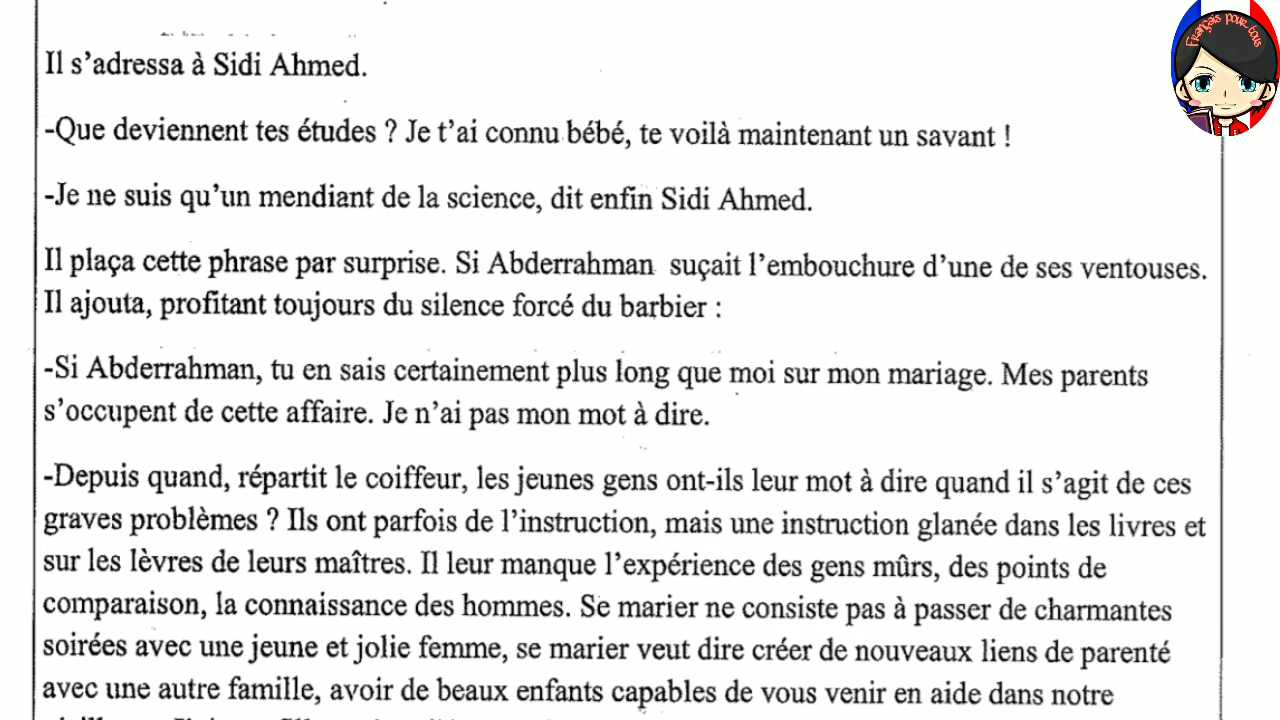 Français pour tous
Il s'adressa à Sidi Ahmed.
-Que deviennent tes études ? Je t'ai connu bébé, te voilà maintenant un savant !
-Je ne suis qu'un mendiant de la science, dit enfin Sidi Ahmed.
Il plaça cette phrase par surprise. Si Abderrahman suçait l'embouchure d'une de ses ventouses.
Il ajouta, profitant toujours du silence forcé du barbier :
-Si Abderrahman, tu en sais certainement plus long que moi sur mon mariage. Mes parents
s'occupent de cette affaire. Je n'ai pas mon mot à dire.
-Depuis quand, répartit le coiffeur, les jeunes gens ont-ils leur mot à dire quand il s'agit de ces
graves problèmes ? Ils ont parfois de l'instruction, mais une instruction glanée dans les livres et
sur les lèvres de leurs maîtres. Il leur manque l'expérience des gens mûrs, des points de
comparaison, la connaissance des hommes. Se marier ne consiste pas à passer de charmantes
soirées avec une jeune et jolie femme, se marier veut dire créer de nouveaux liens de parenté
avec une autre famille, avoir de beaux enfants capables de vous venir en aide dans notre